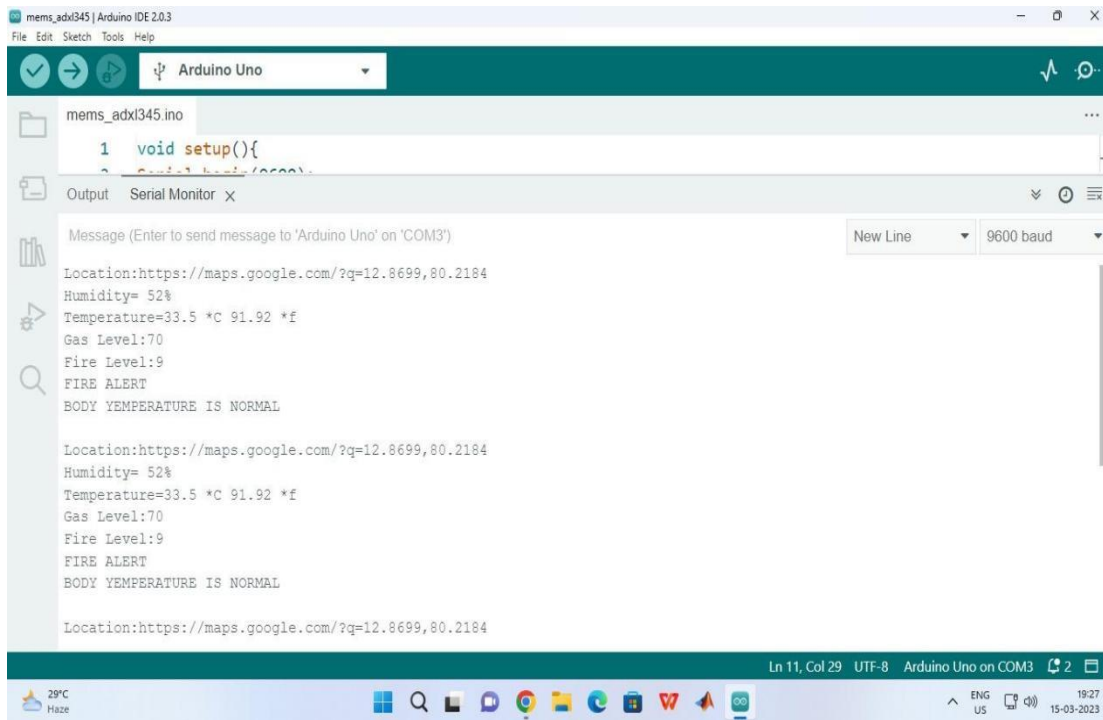 mems_adxl345 | Arduino IDE 2.0.3
File Edit Sketch Tools Help
Arduino Uno
mems_adxl345.ino
1 void setup(){
Output Serial Monitor
Message (Enter to send message to 'Arduino Uno' on 'COM3')
New Line 9600 baud
Location:https://maps.google.com/?q=12.8699,80.2184
Humidity= 52%
Temperature=33.5 *C 91.92 *f
Gas Level:70
Fire Level:9
FIRE ALERT
BODY YEMPERATURE IS NORMAL
Location:https://maps.google.com/?q=12.8699,80.2184
Humidity= 52%
Temperature=33.5 *C 91.92 *f
Gas Level:70
Fire Level:9
FIRE ALERT
BODY YEMPERATURE IS NORMAL
Location:https://maps.google.com/?q=12.8699,80.2184
Ln 11, Col 29 UTF-8 Arduino Uno on COM3 2
29°C
Haze
ENG
US
19:27
15-03-2023